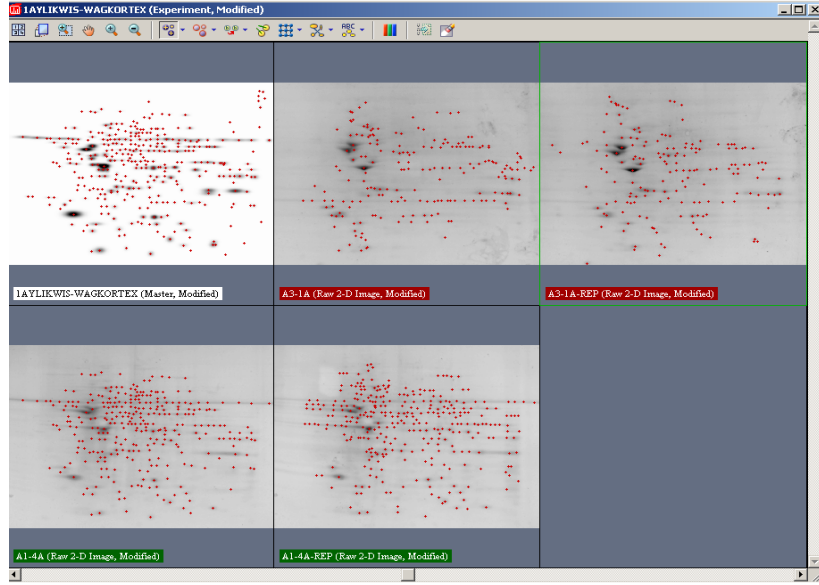 1AYLIKWIS-WAGKORTEX (Experiment, Modified)
ABC
1AYLIKWIS-WAGKORTEX (Master, Modified)
A3-1A (Raw 2-D Image, Modified)
A3-1A-REP (Raw 2-D Image, Modified)
A1-4A (Raw 2-D Image, Modified)
A1-4A-REP (Raw 2-D Image, Modified)